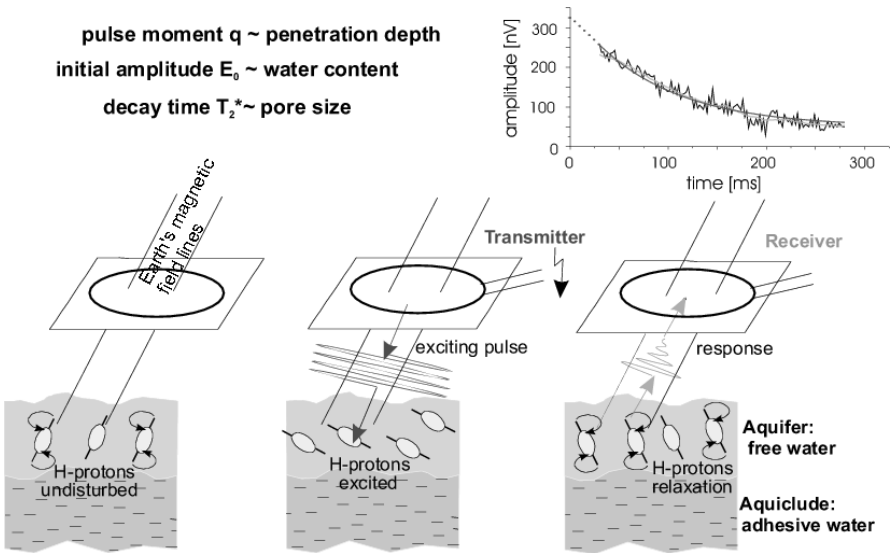 pulse moment q ~ penetration depth
initial amplitude E₀ ~ water content
decay time T₂*~ pore size
amplitude [nV]
300
200
100
0
0
100
200
300
time [ms]
Earth's magnetic
field lines
Transmitter
Receiver
exciting pulse
response
H-protons
undisturbed
H-protons
excited
H-protons
relaxation
Aquifer:
free water
Aquiclude:
adhesive water